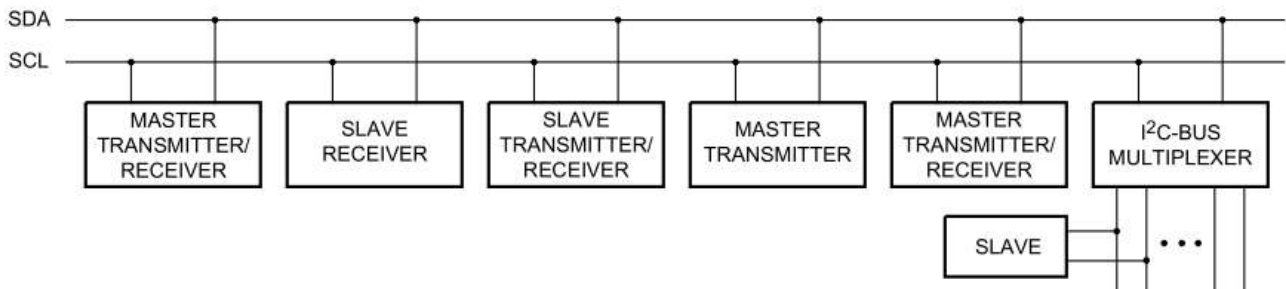 SDA
SCL
MASTER
TRANSMITTER/
RECEIVER
SLAVE
RECEIVER
SLAVE
TRANSMITTER/
RECEIVER
MASTER
TRANSMITTER
MASTER
TRANSMITTER/
RECEIVER
I²C-BUS
MULTIPLEXER
SLAVE